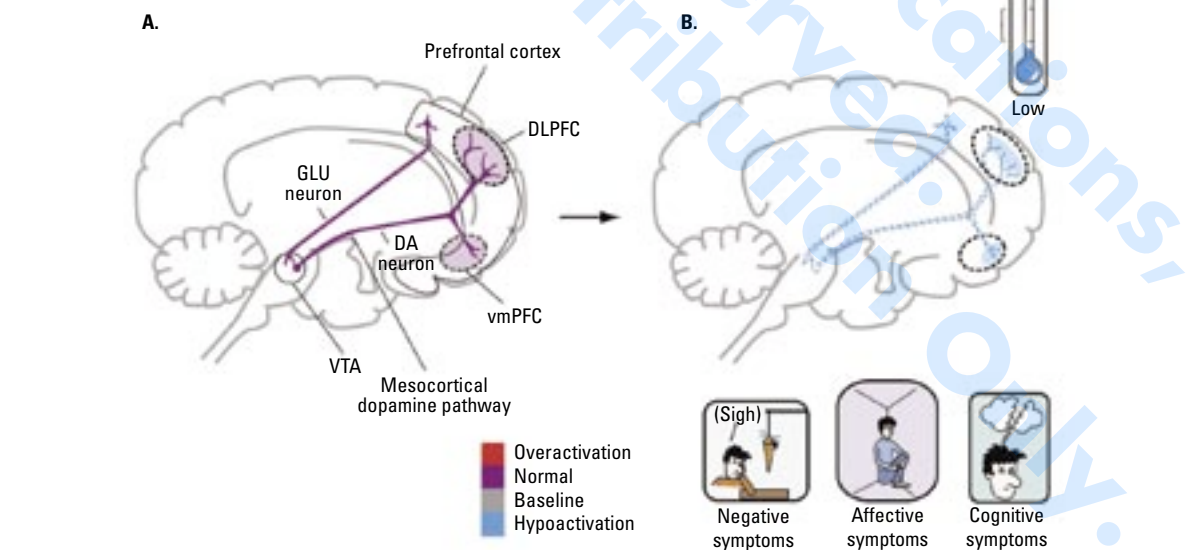 A.
Prefrontal cortex
DLPFC
GLU
neuron
DA
neuron
vmPFC
VTA
Mesocortical
dopamine pathway
Overactivation
Normal
Baseline
Hypoactivation
B.
Low
(Sigh)
Negative
symptoms
Affective
symptoms
Cognitive
symptoms
Only.